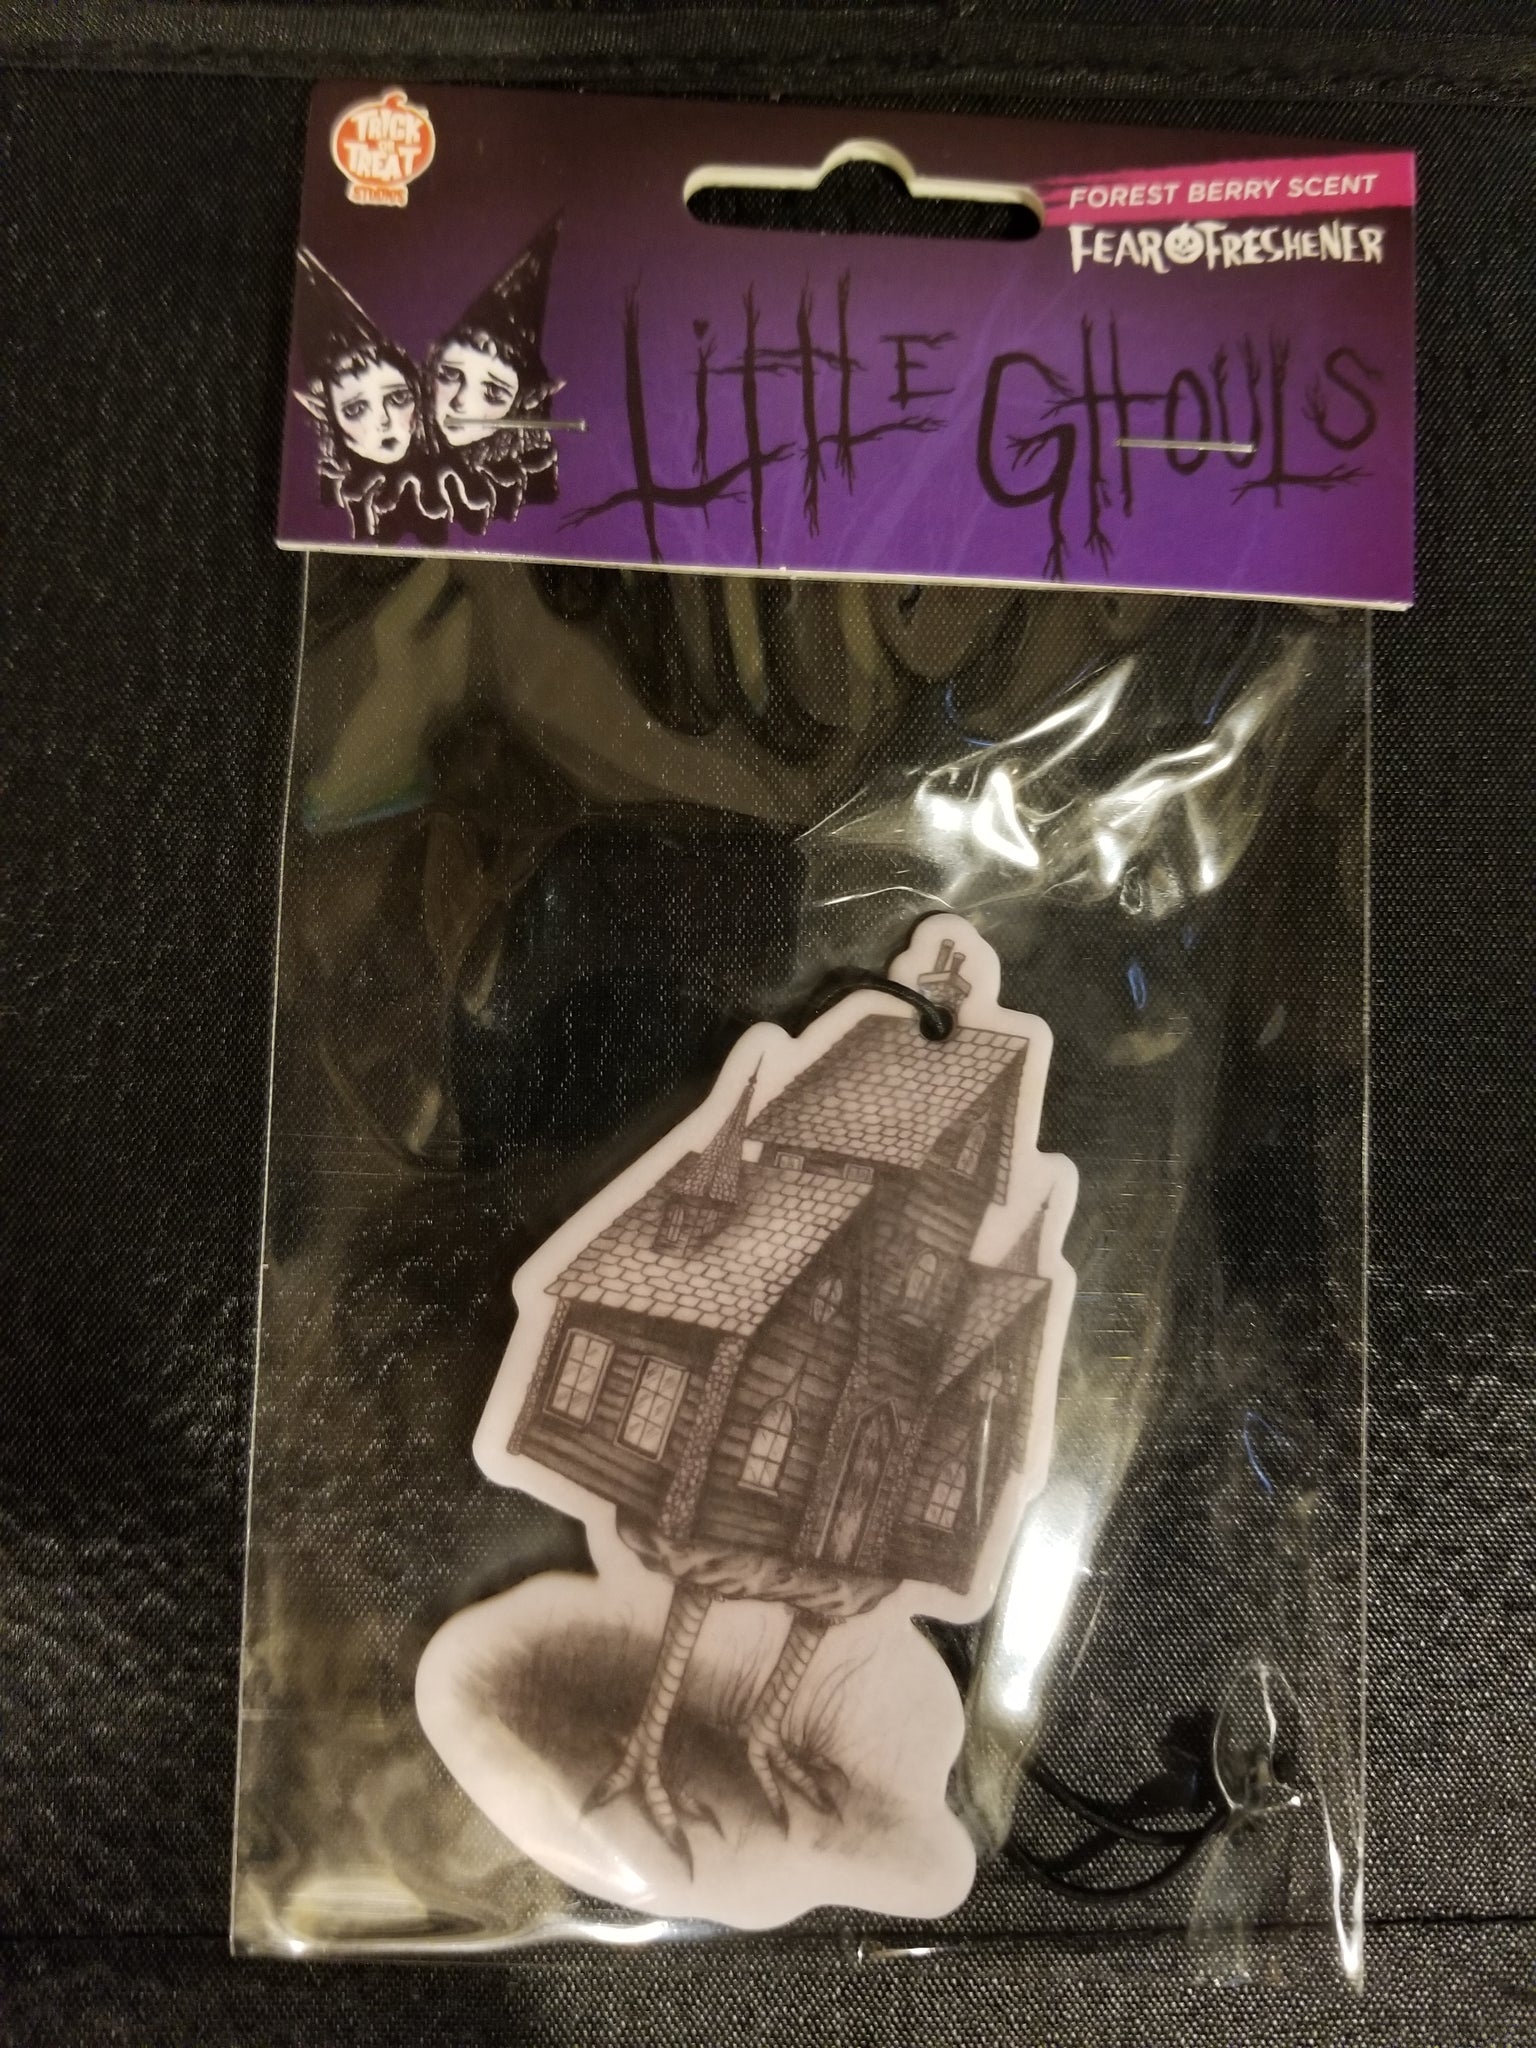 TRICK
OR
TREAT
STUDIOS
FOREST BERRY SCENT
FEAR FRESHENER
LITTLE GHOULS